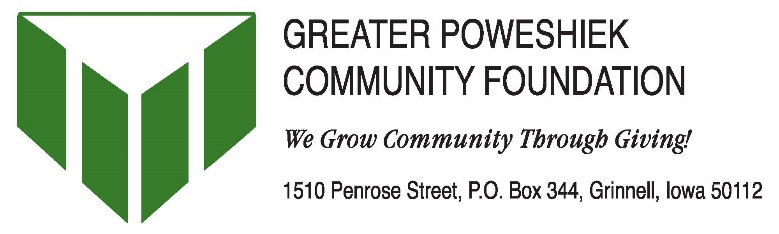 GREATER POWESHIEK
COMMUNITY FOUNDATION
We Grow Community Through Giving!
1510 Penrose Street, P.O. Box 344, Grinnell, Iowa 50112